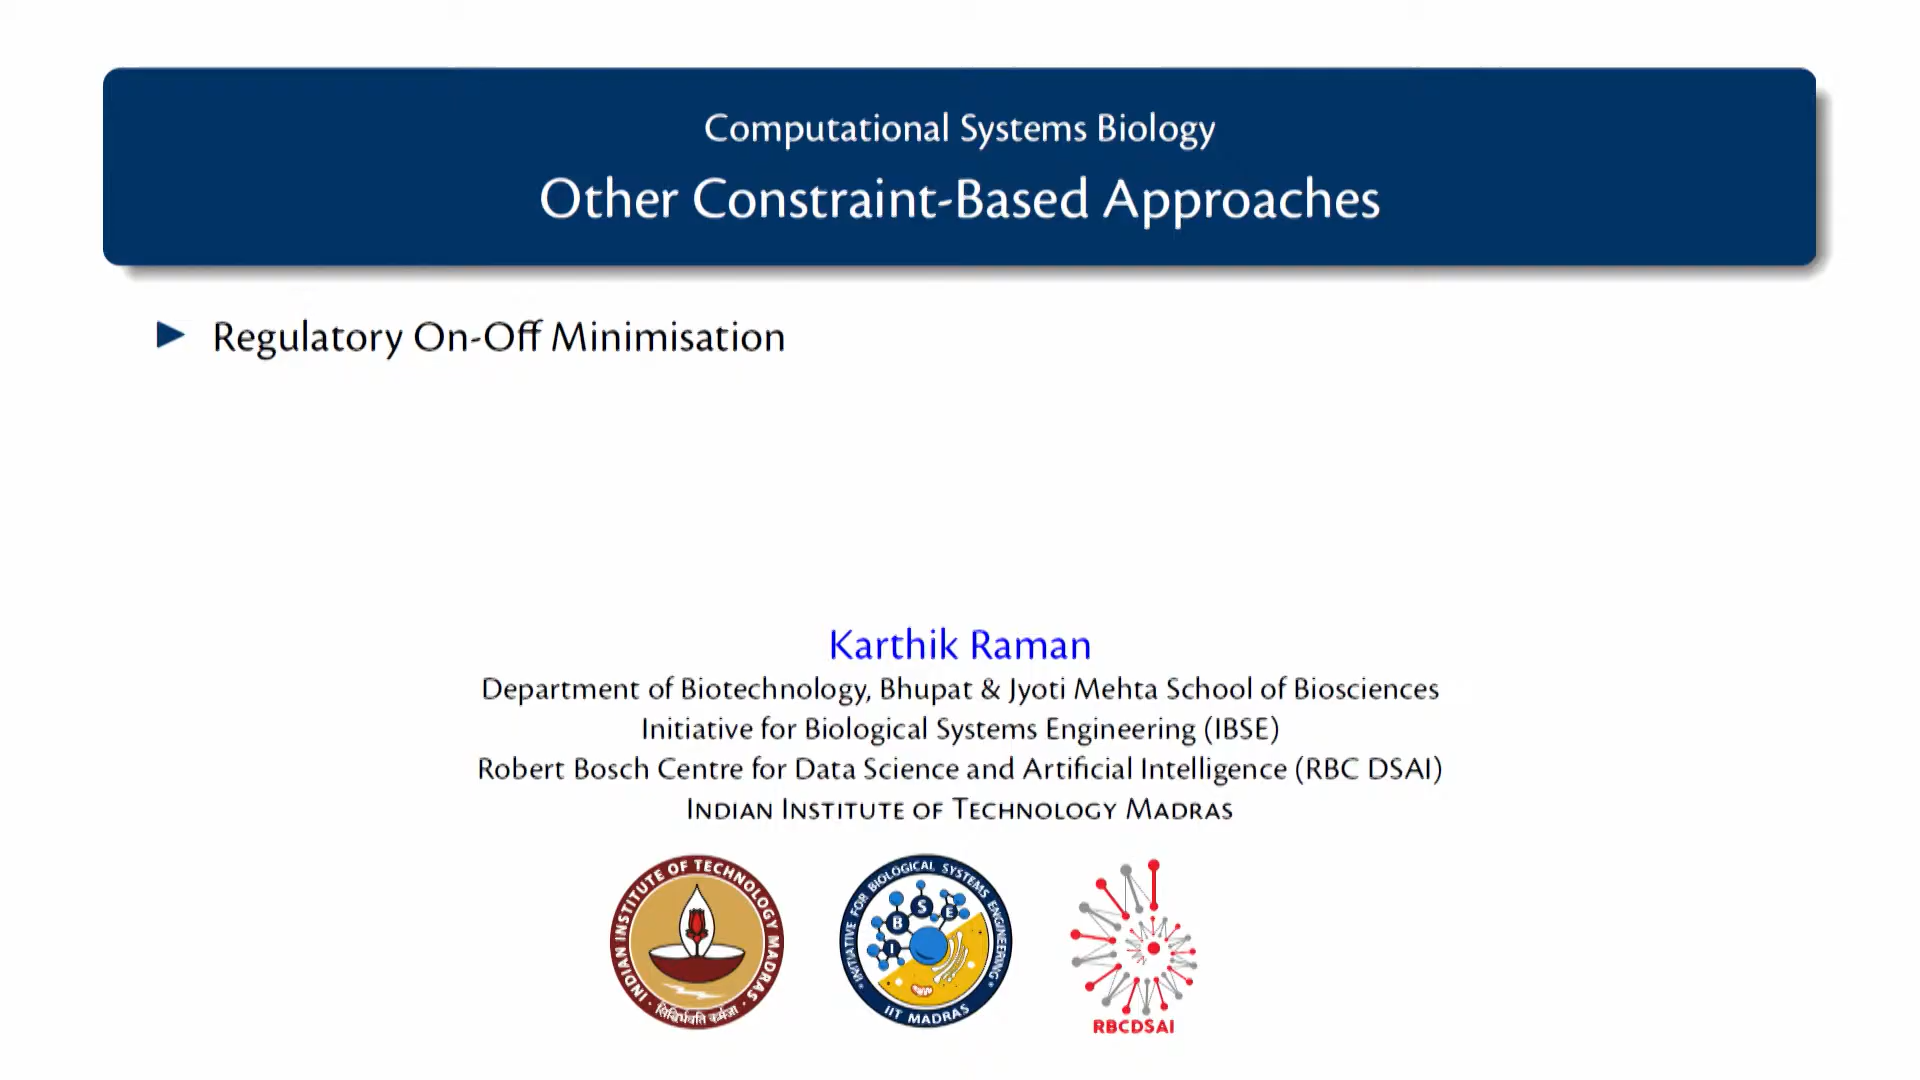 Computational Systems Biology
Other Constraint-Based Approaches
► Regulatory On-Off Minimisation
Karthik Raman
Department of Biotechnology, Bhupat & Jyoti Mehta School of Biosciences
Initiative for Biological Systems Engineering (IBSE)
Robert Bosch Centre for Data Science and Artificial Intelligence (RBC DSAI)
INDIAN INSTITUTE OF TECHNOLOGY MADRAS
INDIAN INSTITUTE OF TECHNOLOGY MADRAS
सिद्धिर्भवति कर्मजा
INITIATIVE FOR BIOLOGICAL SYSTEMS ENGINEERING
I B S E
IIT MADRAS
RBCDSAI